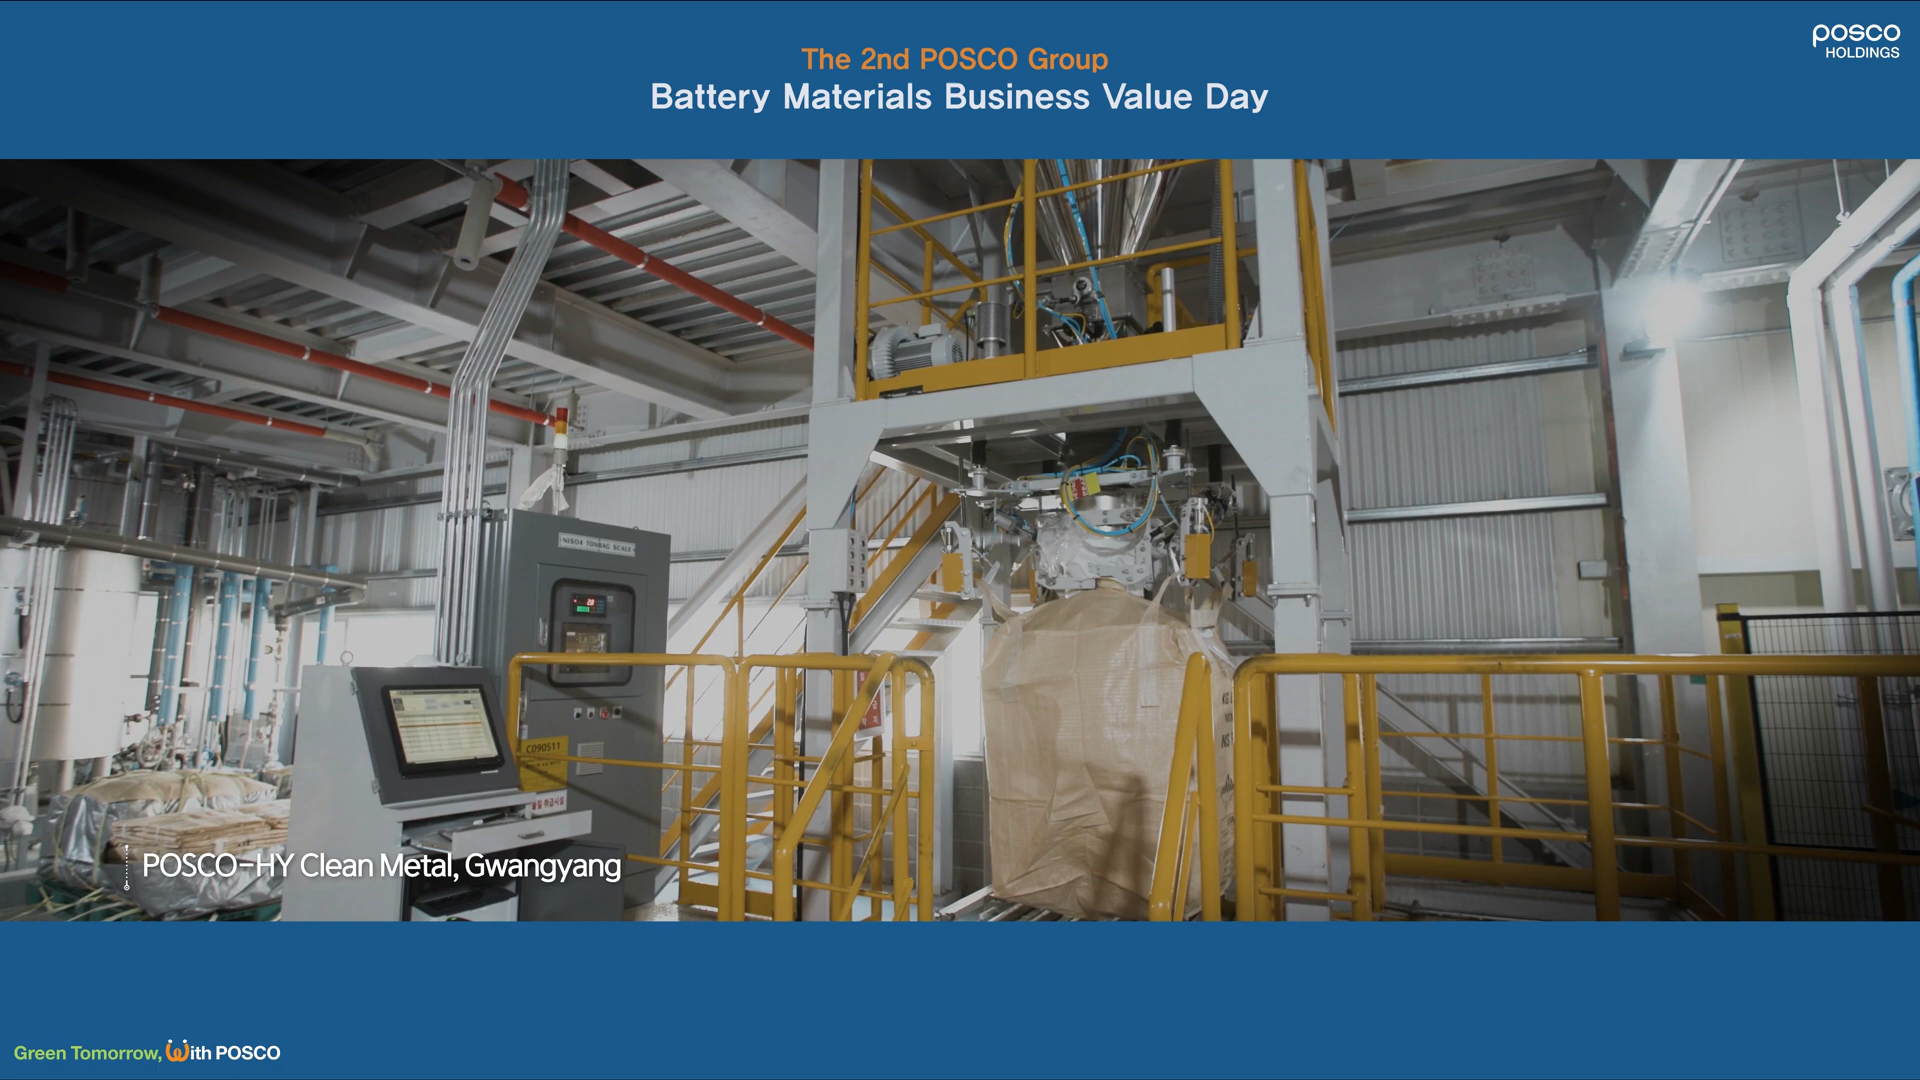 The 2nd POSCO Group
Battery Materials Business Value Day
posco
HOLDINGS
NISO4 TONBAG SCALE
C090511
POSCO-HY Clean Metal, Gwangyang
Green Tomorrow, With POSCO